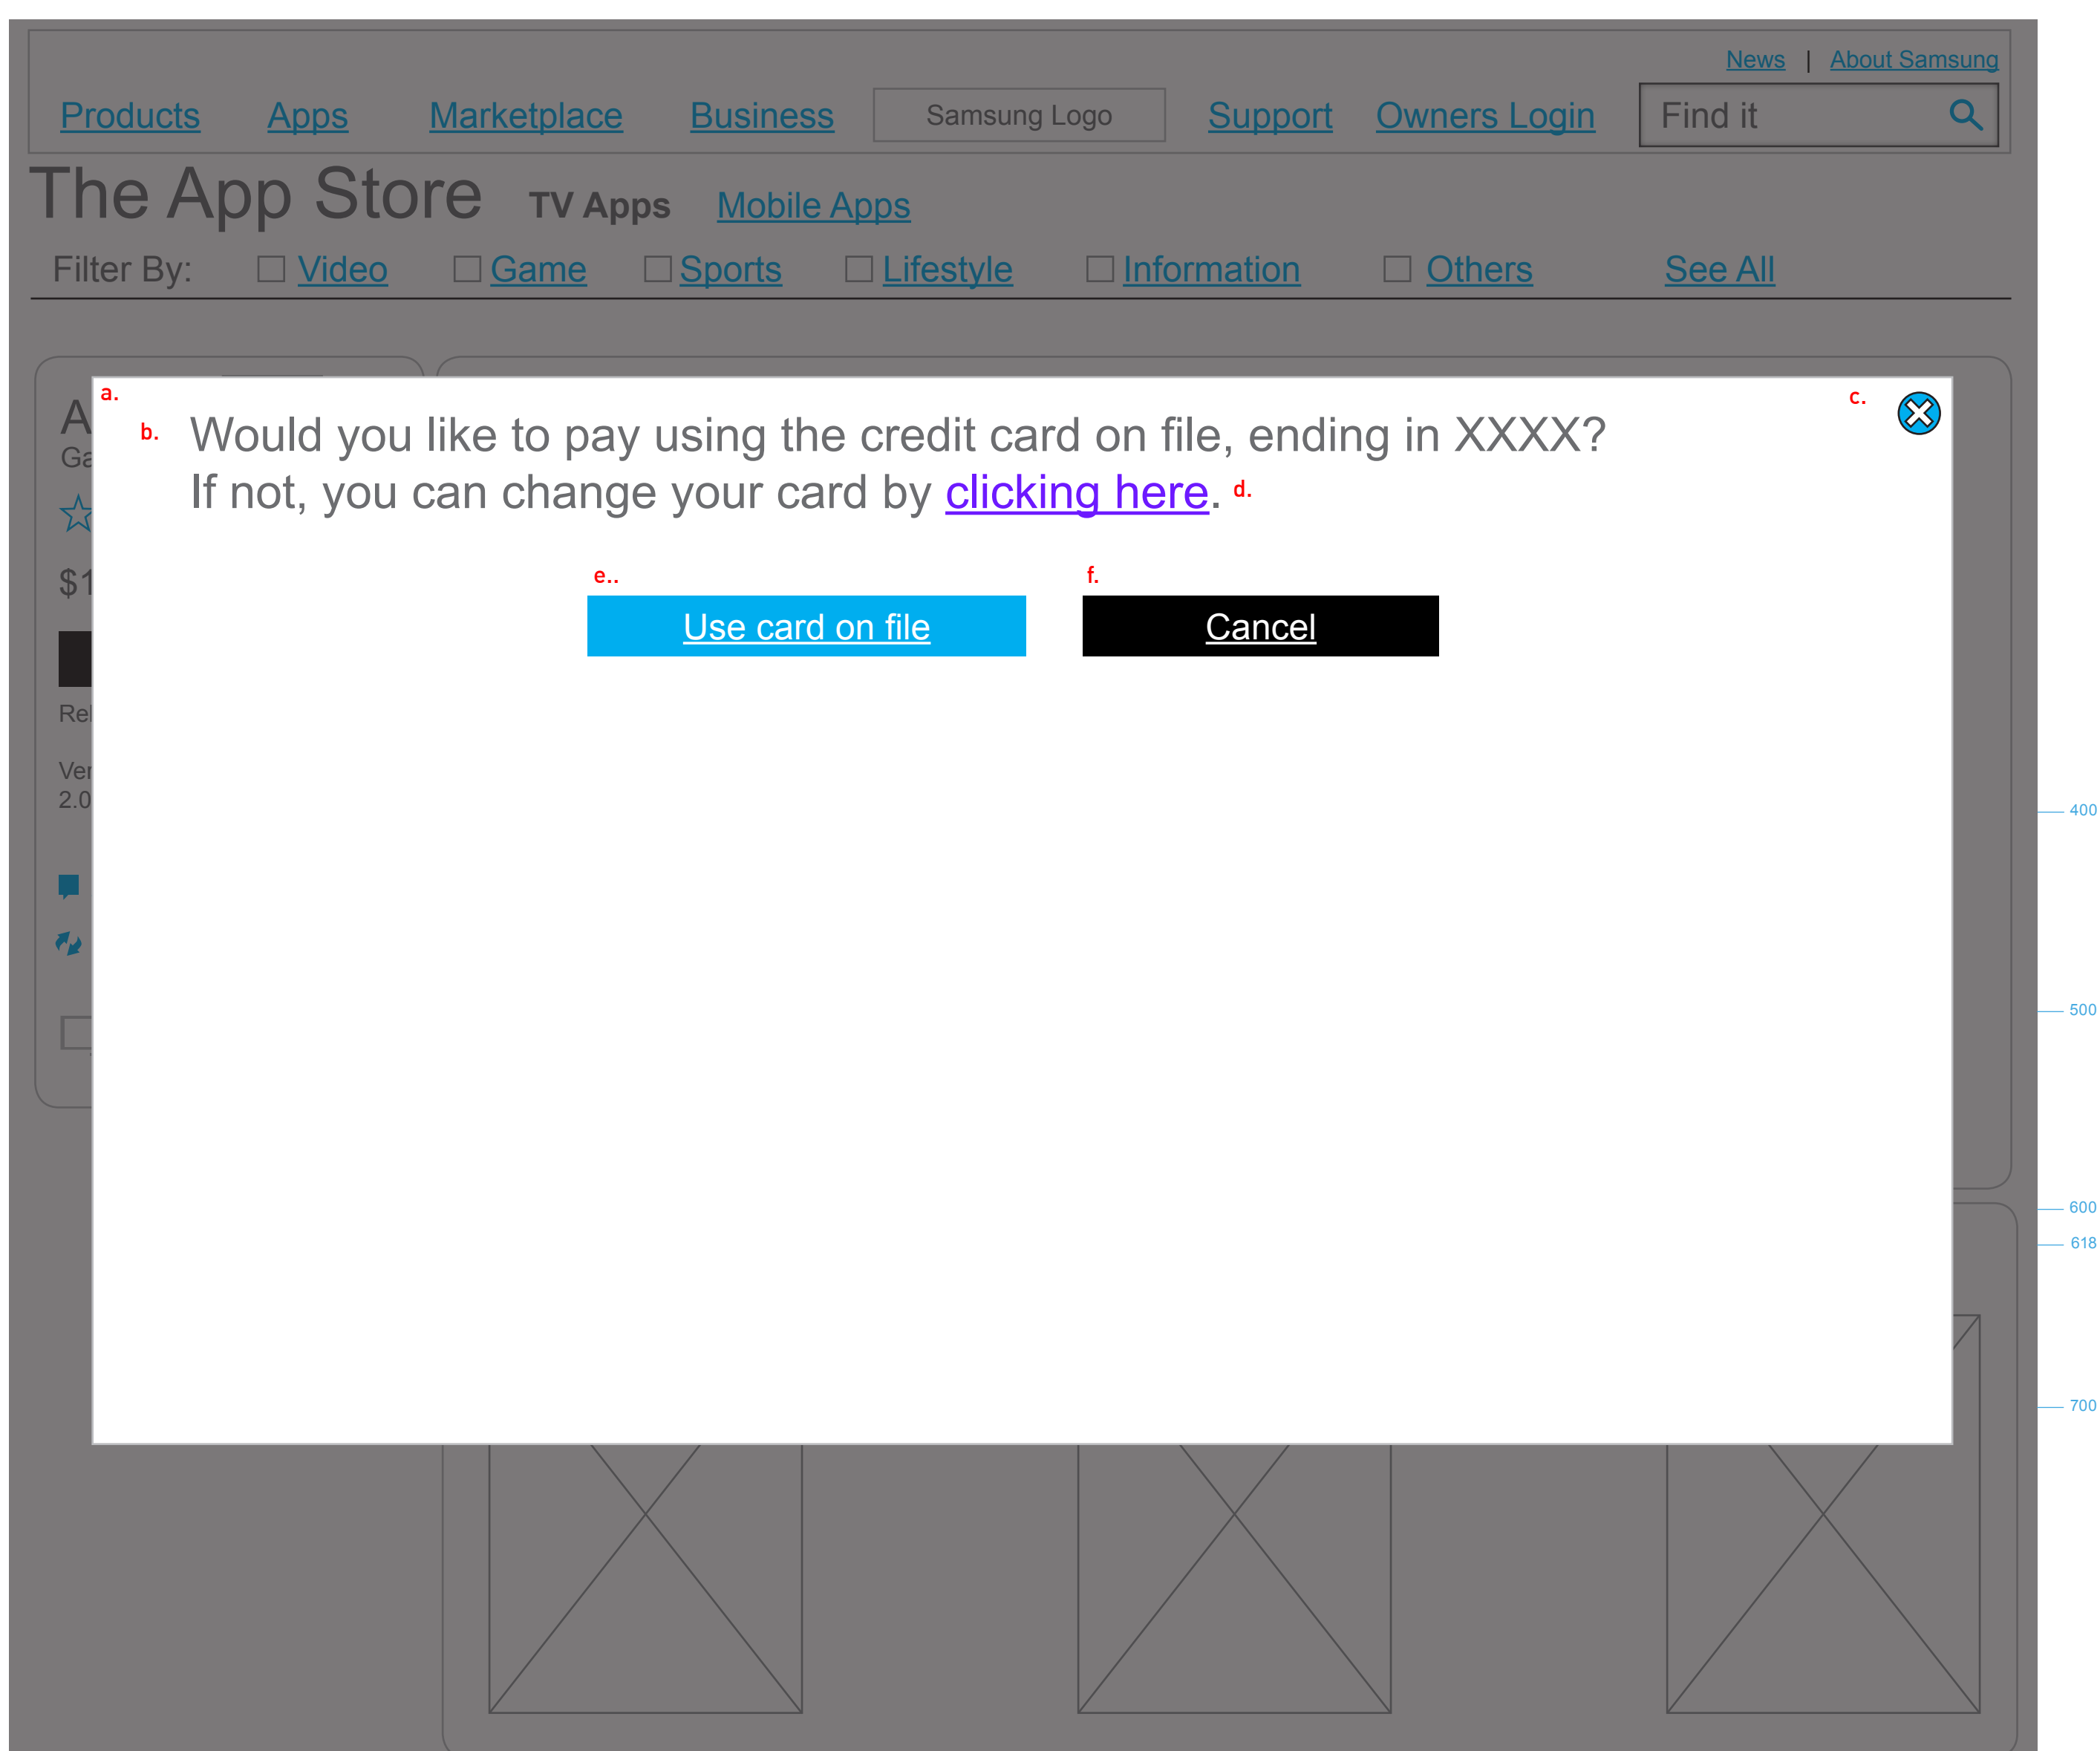 News | About Samsung
Products Apps Marketplace Business Samsung Logo Support Owners Login Find it
The App Store TV Apps Mobile Apps
Filter By: Video Game Sports Lifestyle Information Others See All
a.
c.
b. Would you like to pay using the credit card on file, ending in XXXX?
If not, you can change your card by clicking here. d.
e.. f.
Use card on file Cancel
$1
2.0
400
500
600
618
700